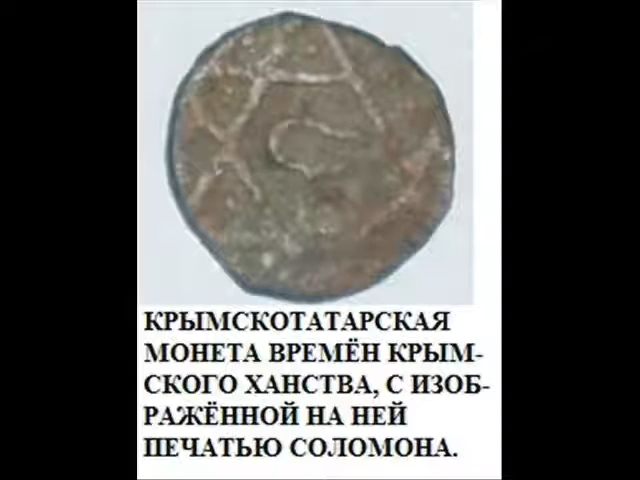 КРЫМСКОТАТАРСКАЯ
МОНЕТА ВРЕМЁН КРЫМ-
СКОГО ХАНСТВА, С ИЗОБ-
РАЖЁННОЙ НА НЕЙ
ПЕЧАТЬЮ СОЛОМОНА.